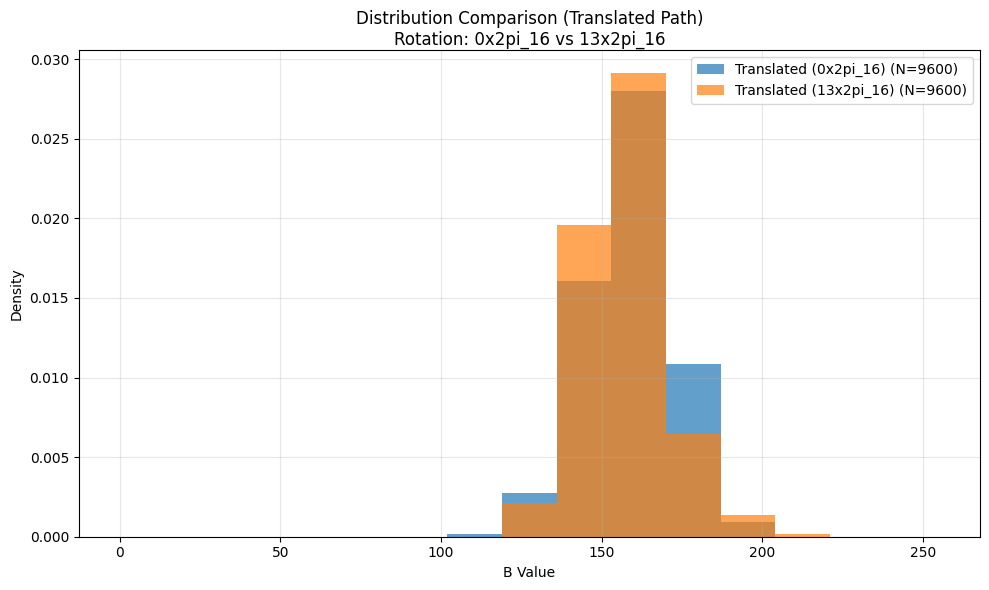 Distribution Comparison (Translated Path)
Rotation: 0x2pi_16 vs 13x2pi_16
Translated (0x2pi_16) (N=9600)
Translated (13x2pi_16) (N=9600)
Density
0.030
0.025
0.020
0.015
0.010
0.005
0.000
0
50
100
150
200
250
B Value